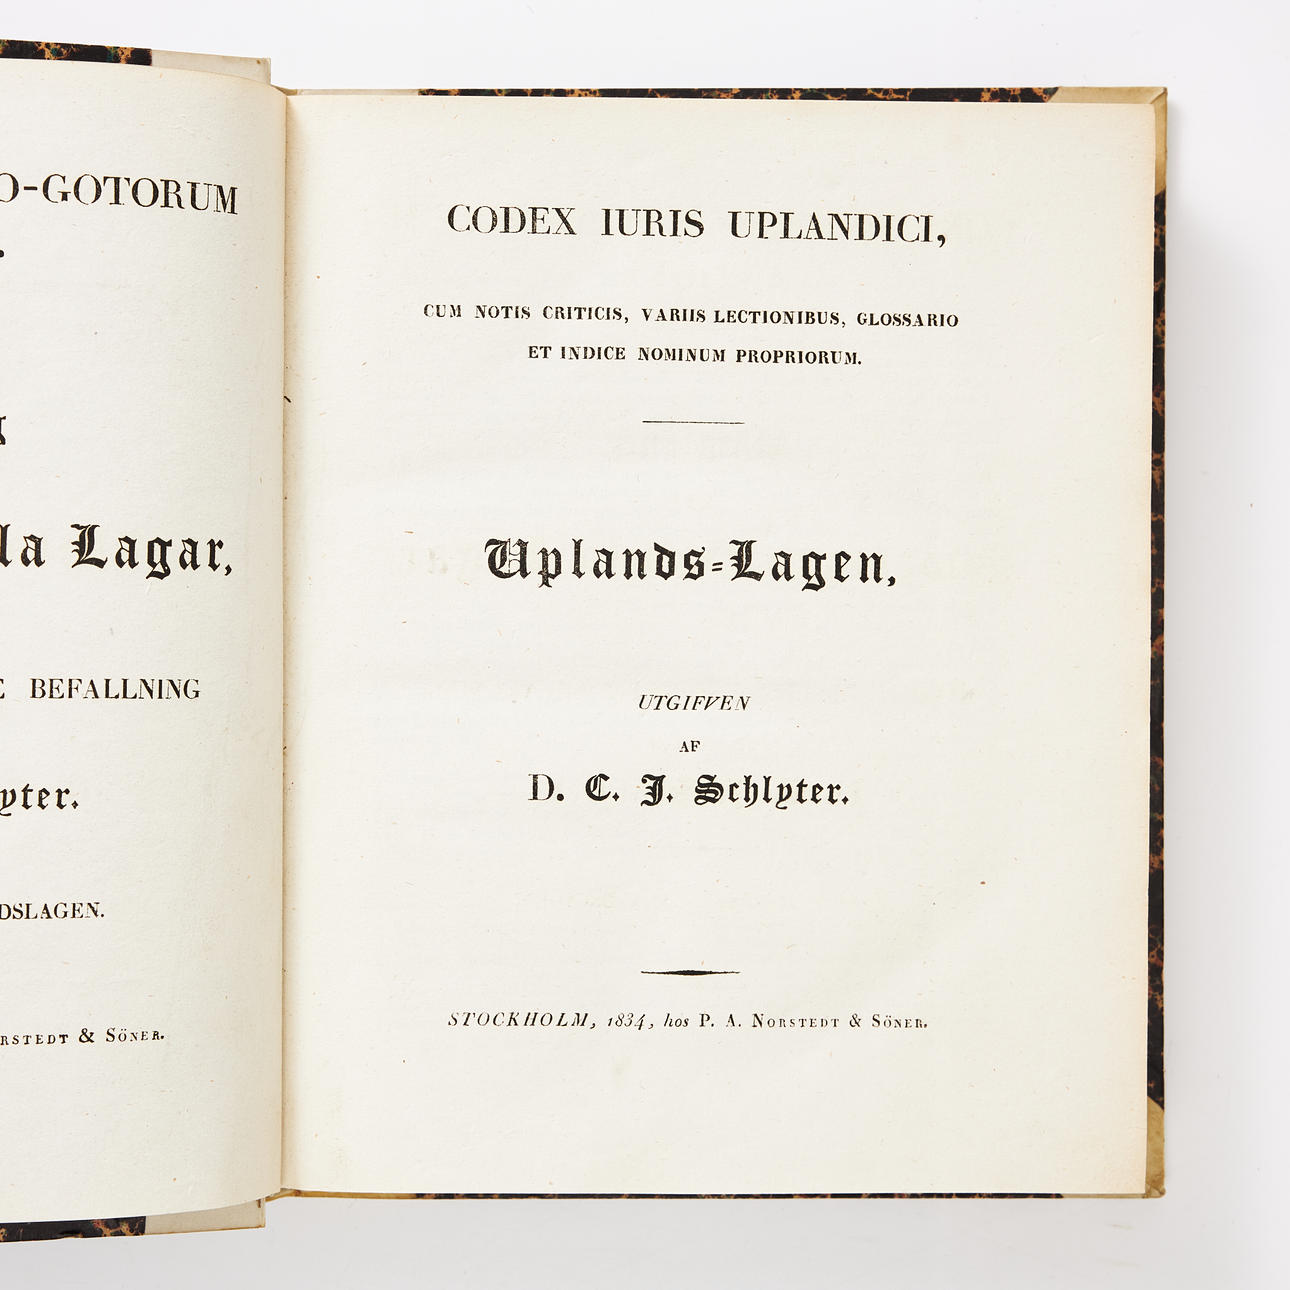 O-GOTORUM
la Lagar,
BEFALLNING
yter.
DSLAGEN.
RSTEDT & SÖNER.
CODEX IURIS UPLANDICI,
CUM NOTIS CRITICIS, VARIIS LECTIONIBUS, GLOSSARIO
ET INDICE NOMINUM PROPRIORUM.
Uplands-Lagen,
UTGIFVEN
AF
D. C. J. Schlyter.
STOCKHOLM, 1834, hos P. A. NORSTEDT & SÖNER.